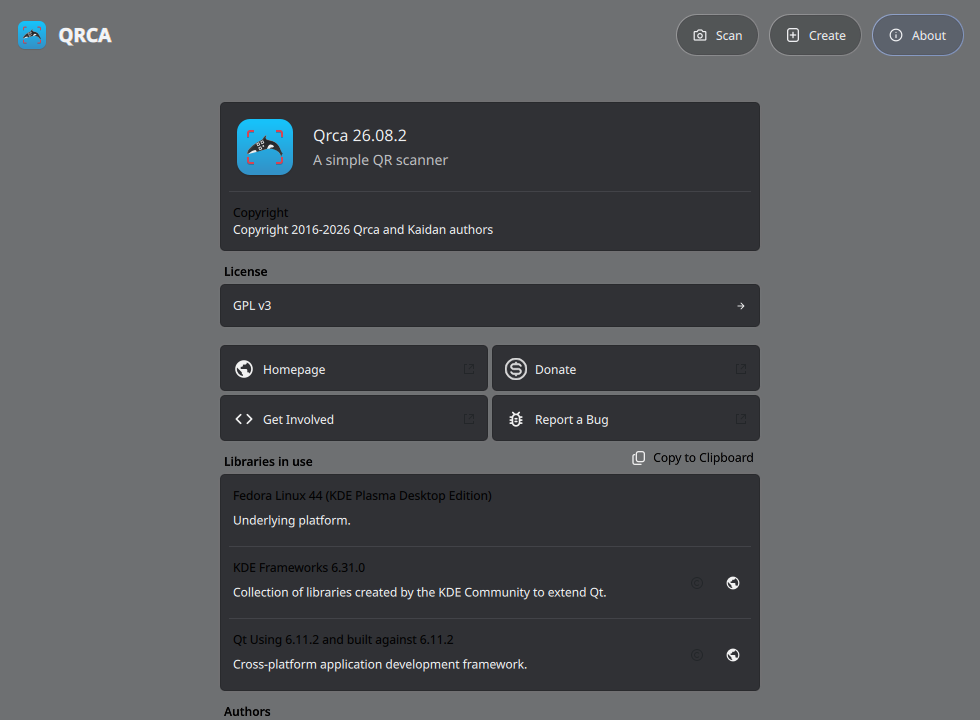 QRCA
Scan
Create
About
Qrca 26.08.2
A simple QR scanner
Copyright
Copyright 2016-2026 Qrca and Kaidan authors
License
GPL v3
Homepage
Donate
Get Involved
Report a Bug
Libraries in use
Copy to Clipboard
Fedora Linux 44 (KDE Plasma Desktop Edition)
Underlying platform.
KDE Frameworks 6.31.0
Collection of libraries created by the KDE Community to extend Qt.
Qt Using 6.11.2 and built against 6.11.2
Cross-platform application development framework.
Authors